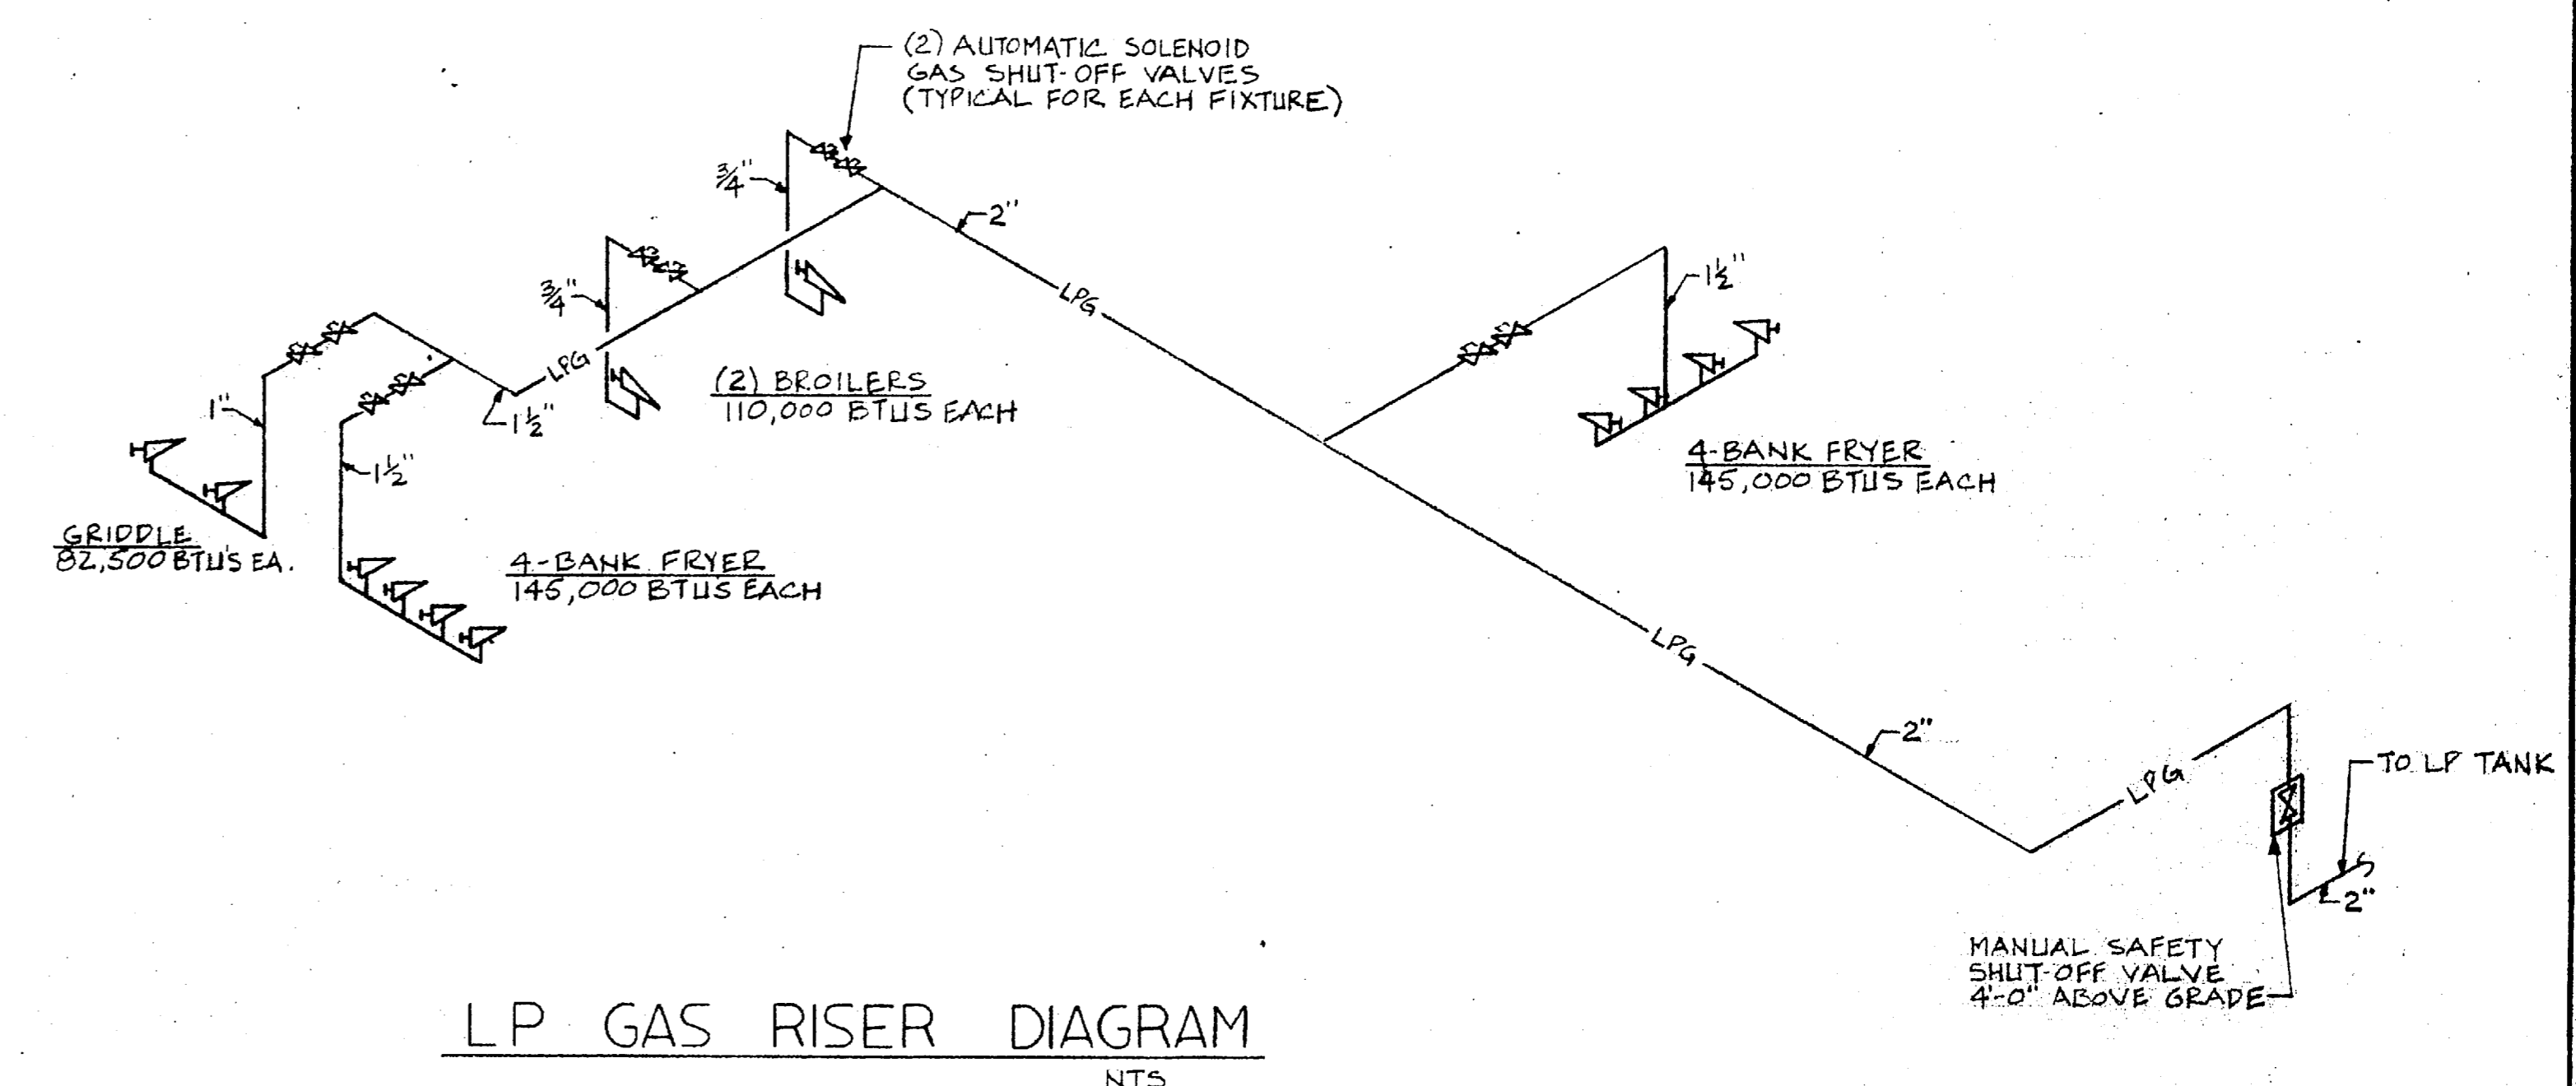 (2) AUTOMATIC SOLENOID
GAS SHUT-OFF VALVES
(TYPICAL FOR EACH FIXTURE)
3/4"
2"
LPG
1 1/2"
3/4"
LPG
1 1/2"
(2) BROILERS
110,000 BTUS EACH
1"
1 1/2"
4-BANK FRYER
145,000 BTUS EACH
GRIDDLE
82,500 BTU'S EA.
4-BANK FRYER
145,000 BTUS EACH
LPG
2"
LPG
TO LP TANK
2"
MANUAL SAFETY
SHUT-OFF VALVE
4'-0" ABOVE GRADE
LP GAS RISER DIAGRAM
NTS